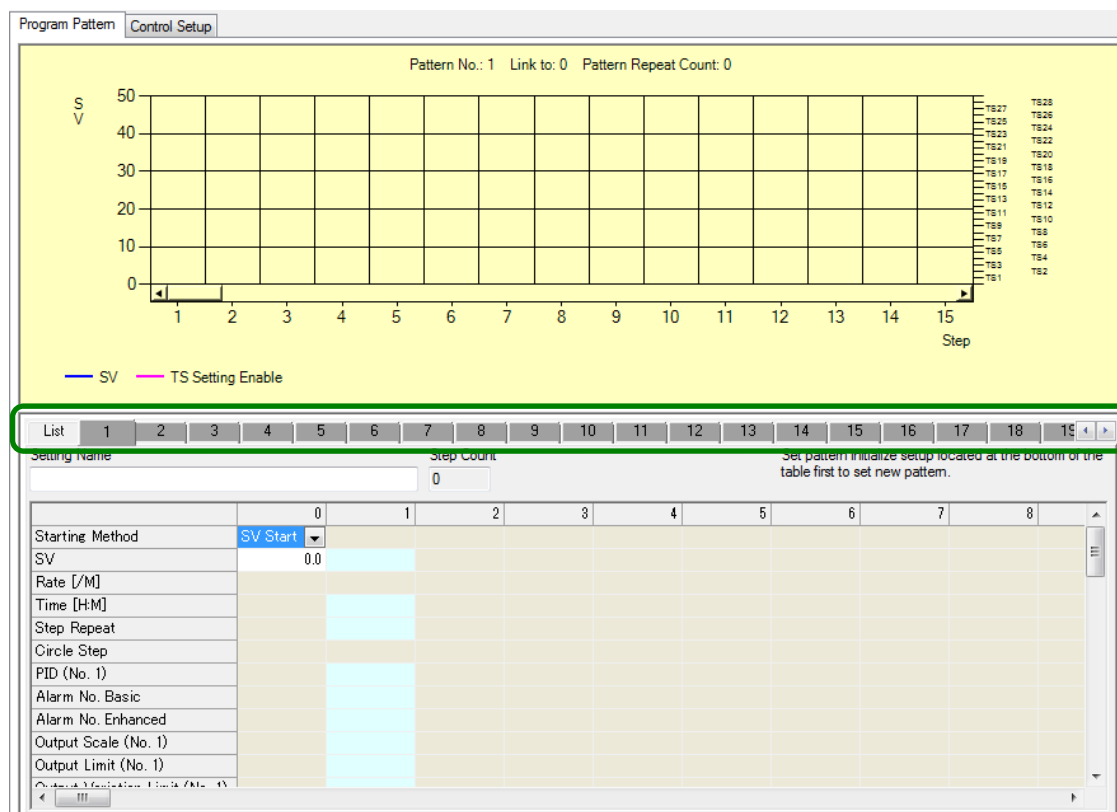 Program Pattern Control Setup
Pattern No.: 1 Link to: 0 Pattern Repeat Count: 0
SV
50
40
30
20
10
0
TS28
TS27
TS26
TS25
TS24
TS23
TS22
TS21
TS20
TS19
TS18
TS17
TS16
TS15
TS14
TS13
TS12
TS11
TS10
TS9
TS8
TS7
TS6
TS5
TS4
TS3
TS2
TS1
1 2 3 4 5 6 7 8 9 10 11 12 13 14 15
Step
SV TS Setting Enable
List 1 2 3 4 5 6 7 8 9 10 11 12 13 14 15 16 17 18 19
Setting Name Step Count Set pattern initialize setup located at the bottom of the
0 table first to set new pattern.
0 1 2 3 4 5 6 7 8
Starting Method SV Start
SV 0.0
Rate [/M]
Time [H:M]
Step Repeat
Circle Step
PID (No. 1)
Alarm No. Basic
Alarm No. Enhanced
Output Scale (No. 1)
Output Limit (No. 1)
Output Variation Limit (No. 1)